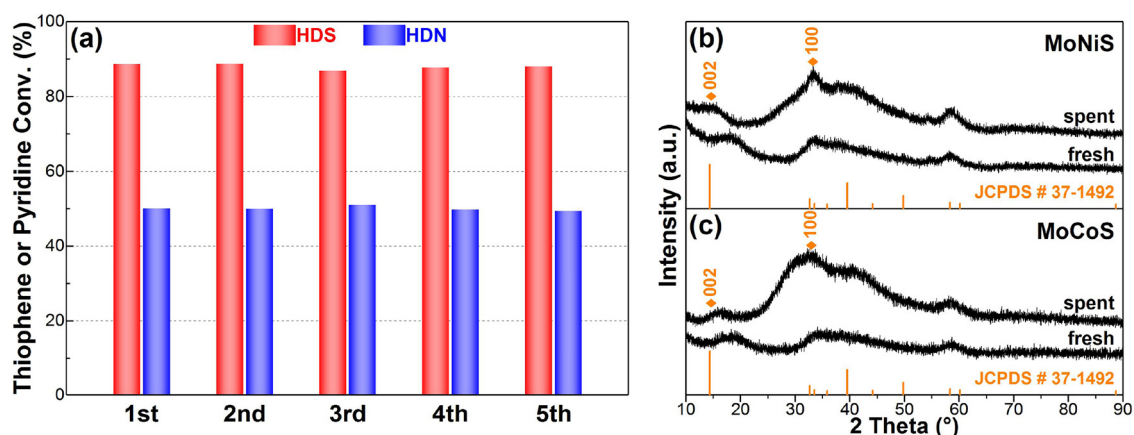 (a)
HDS
HDN
Thiophene or Pyridine Conv. (%)
100
80
60
40
20
0
1st
2nd
3rd
4th
5th
(b)
MoNiS
002
100
spent
fresh
JCPDS # 37-1492
(c)
MoCoS
002
100
spent
fresh
JCPDS # 37-1492
Intensity (a.u.)
10 20 30 40 50 60 70 80 90
2 Theta (°)